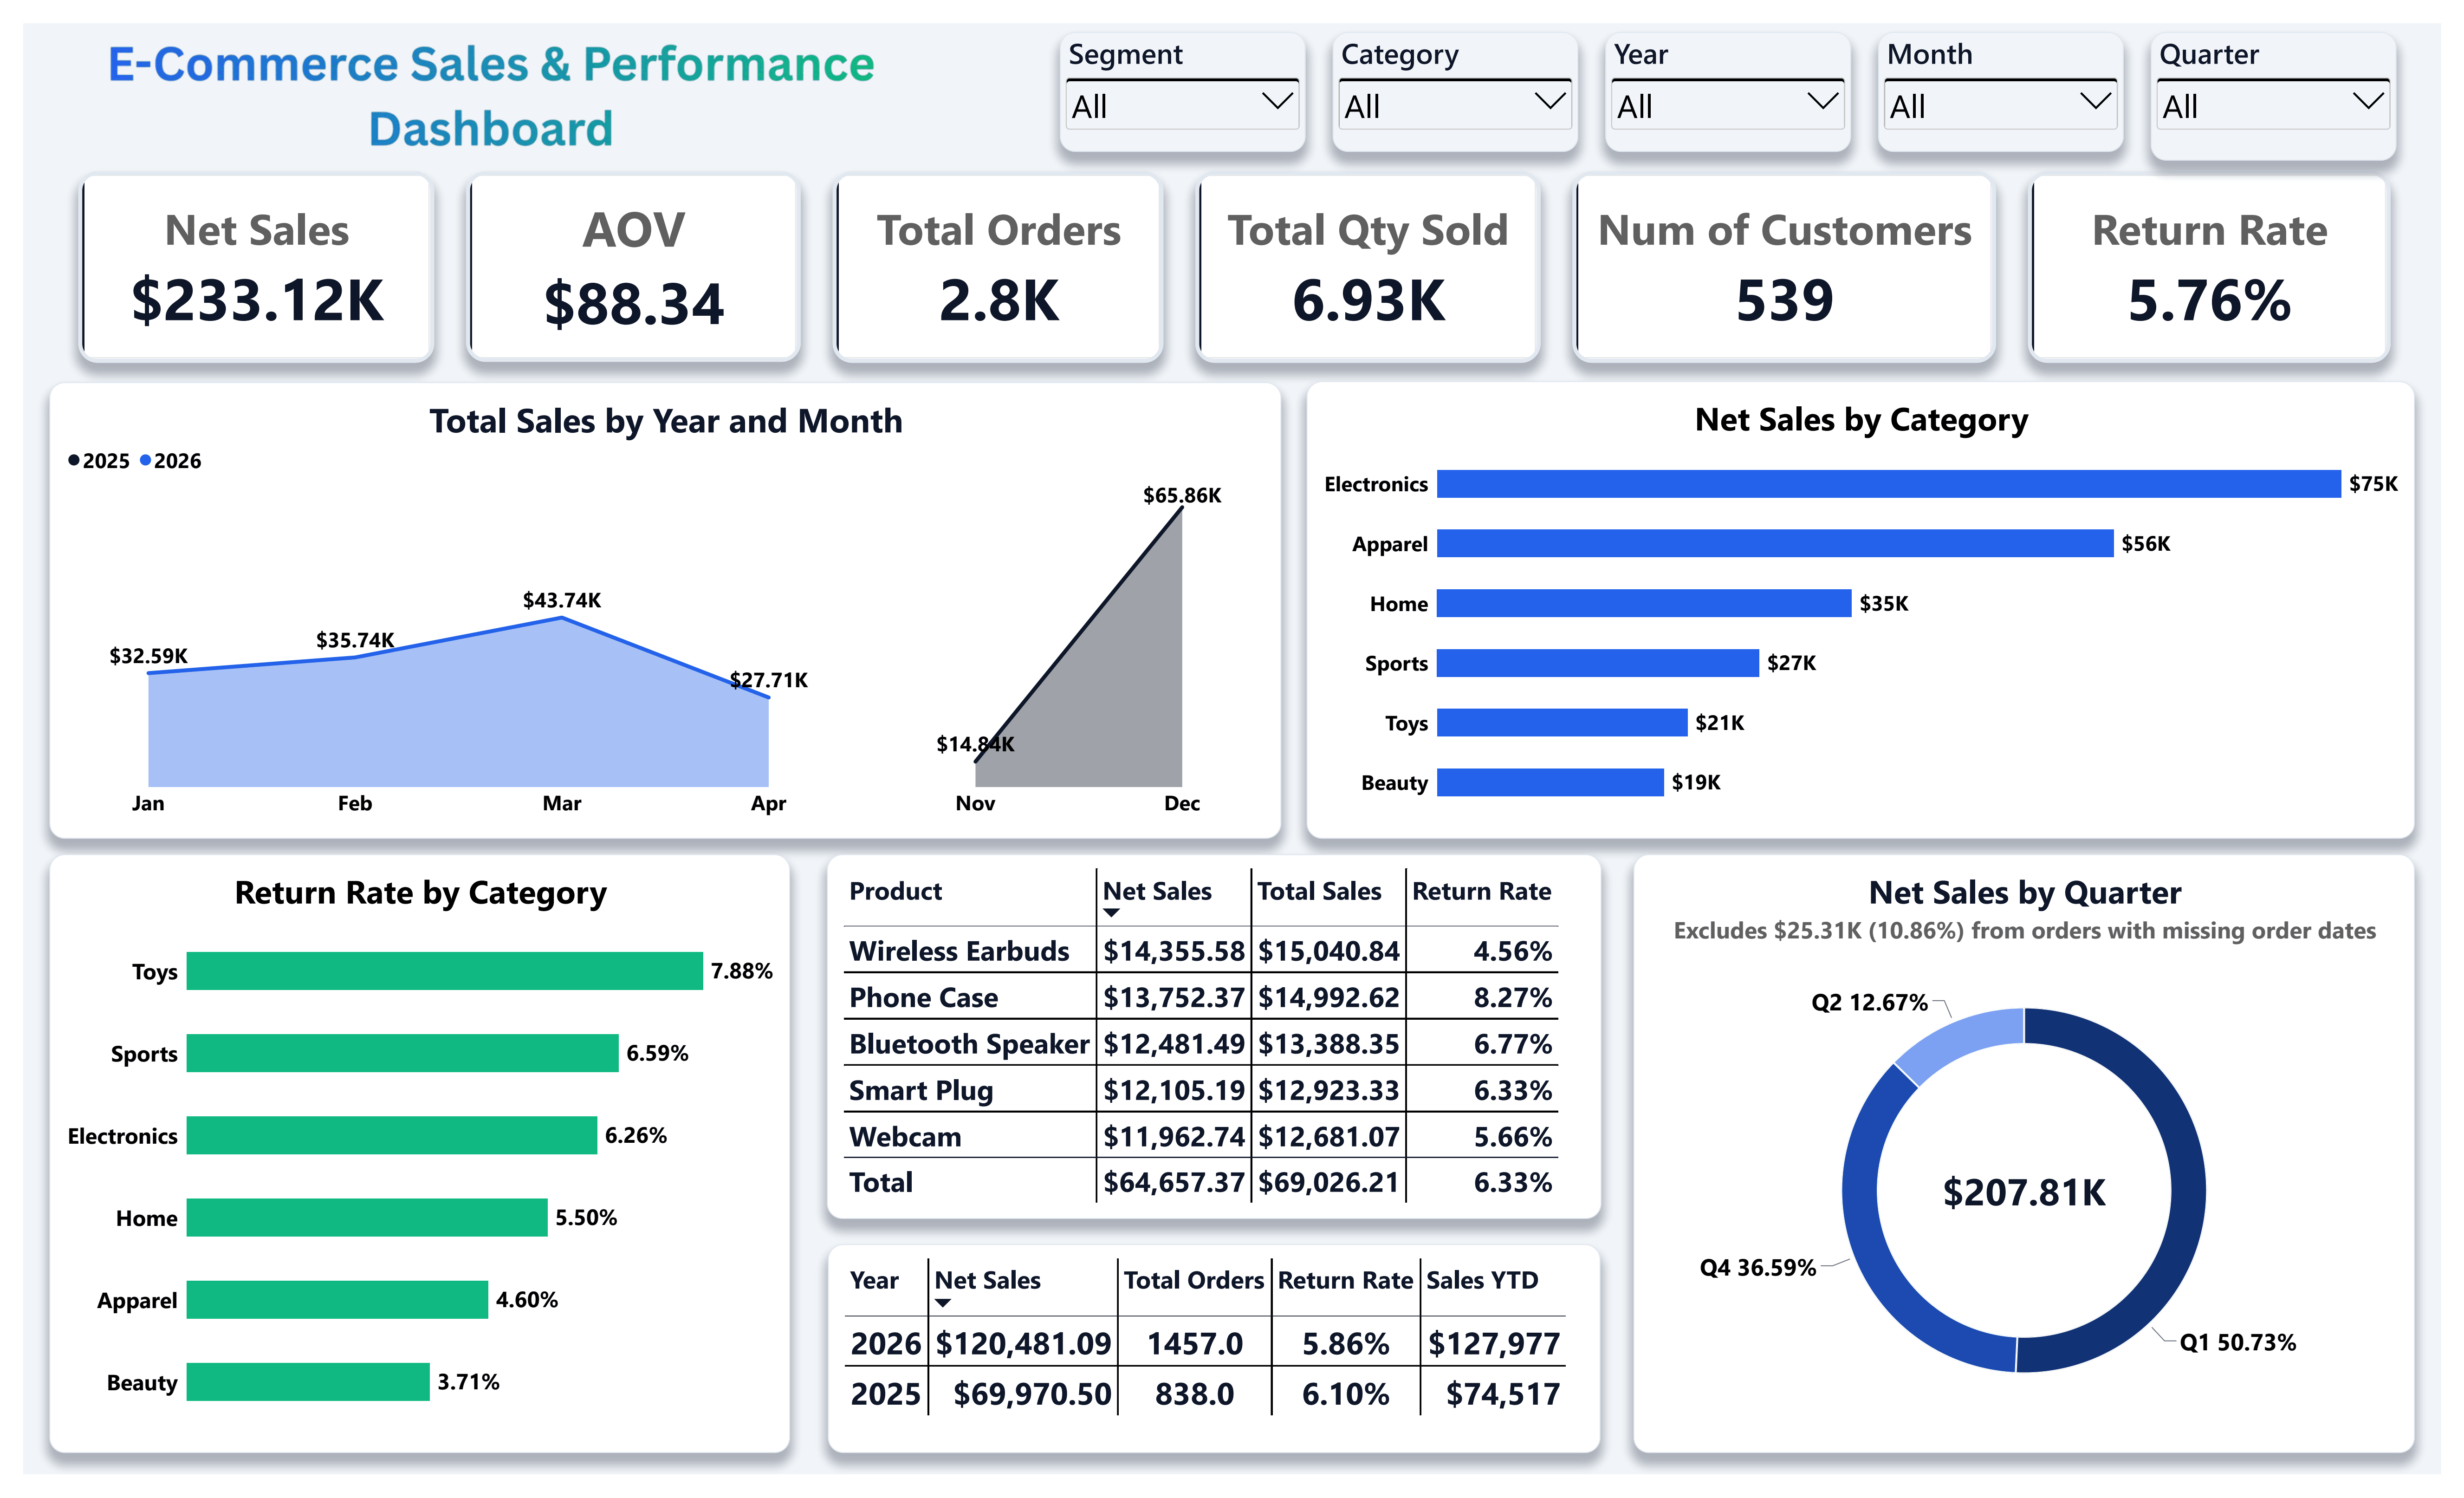 E-Commerce Sales & Performance
Dashboard
Segment
All
Category
All
Year
All
Month
All
Quarter
All
Net Sales
$233.12K
AOV
$88.34
Total Orders
2.8K
Total Qty Sold
6.93K
Num of Customers
539
Return Rate
5.76%
Total Sales by Year and Month
2025 2026
$32.59K
$35.74K
$43.74K
$27.71K
$14.84K
$65.86K
Jan Feb Mar Apr Nov Dec
Net Sales by Category
Electronics $75K
Apparel $56K
Home $35K
Sports $27K
Toys $21K
Beauty $19K
Return Rate by Category
Toys 7.88%
Sports 6.59%
Electronics 6.26%
Home 5.50%
Apparel 4.60%
Beauty 3.71%
Product Net Sales Total Sales Return Rate
Wireless Earbuds $14,355.58 $15,040.84 4.56%
Phone Case $13,752.37 $14,992.62 8.27%
Bluetooth Speaker $12,481.49 $13,388.35 6.77%
Smart Plug $12,105.19 $12,923.33 6.33%
Webcam $11,962.74 $12,681.07 5.66%
Total $64,657.37 $69,026.21 6.33%
Year Net Sales Total Orders Return Rate Sales YTD
2026 $120,481.09 1457.0 5.86% $127,977
2025 $69,970.50 838.0 6.10% $74,517
Net Sales by Quarter
Excludes $25.31K (10.86%) from orders with missing order dates
Q2 12.67%
$207.81K
Q4 36.59%
Q1 50.73%